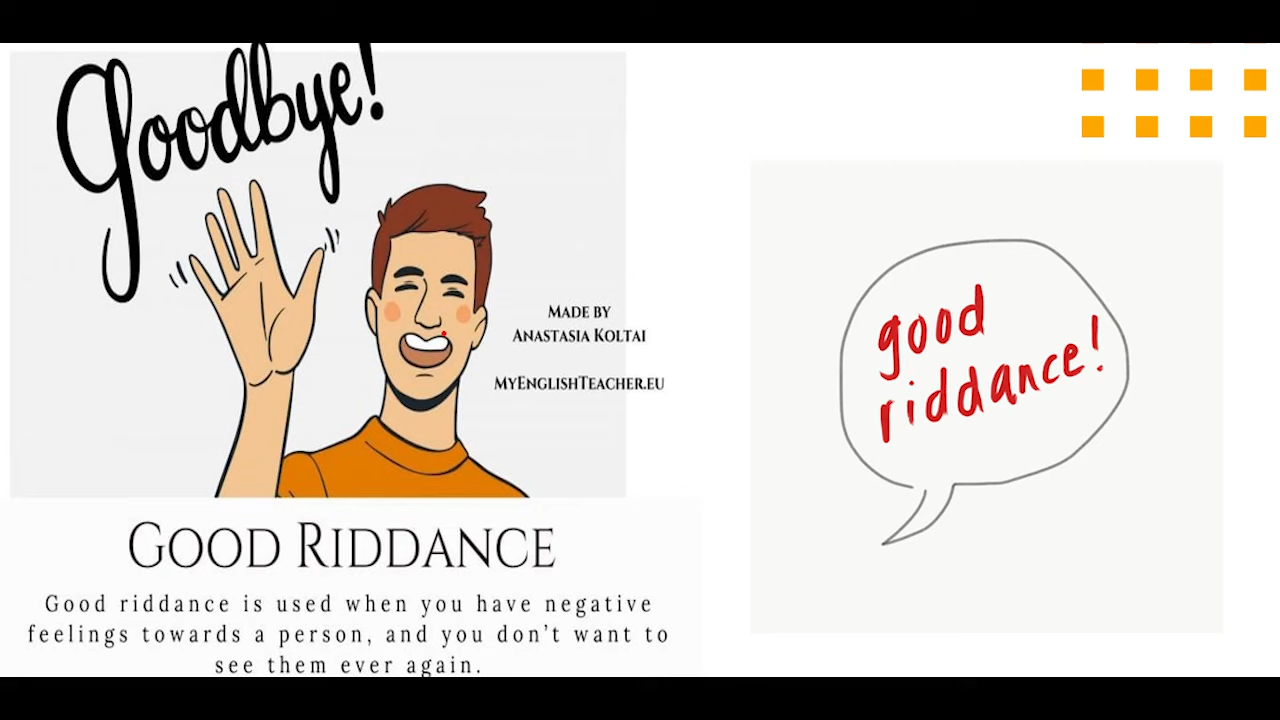 Goodbye!
MADE BY
ANASTASIA KOLTAI
MYENGLISHTEACHER.EU
GOOD RIDDANCE
Good riddance is used when you have negative
feelings towards a person, and you don't want to
see them ever again.
good
riddance!